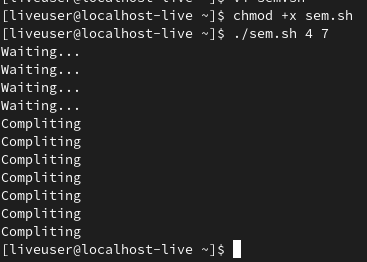 [liveuser@localhost-live ~]$ chmod +x sem.sh
[liveuser@localhost-live ~]$ ./sem.sh 4 7
Waiting...
Waiting...
Waiting...
Waiting...
Compliting
Compliting
Compliting
Compliting
Compliting
Compliting
Compliting
[liveuser@localhost-live ~]$